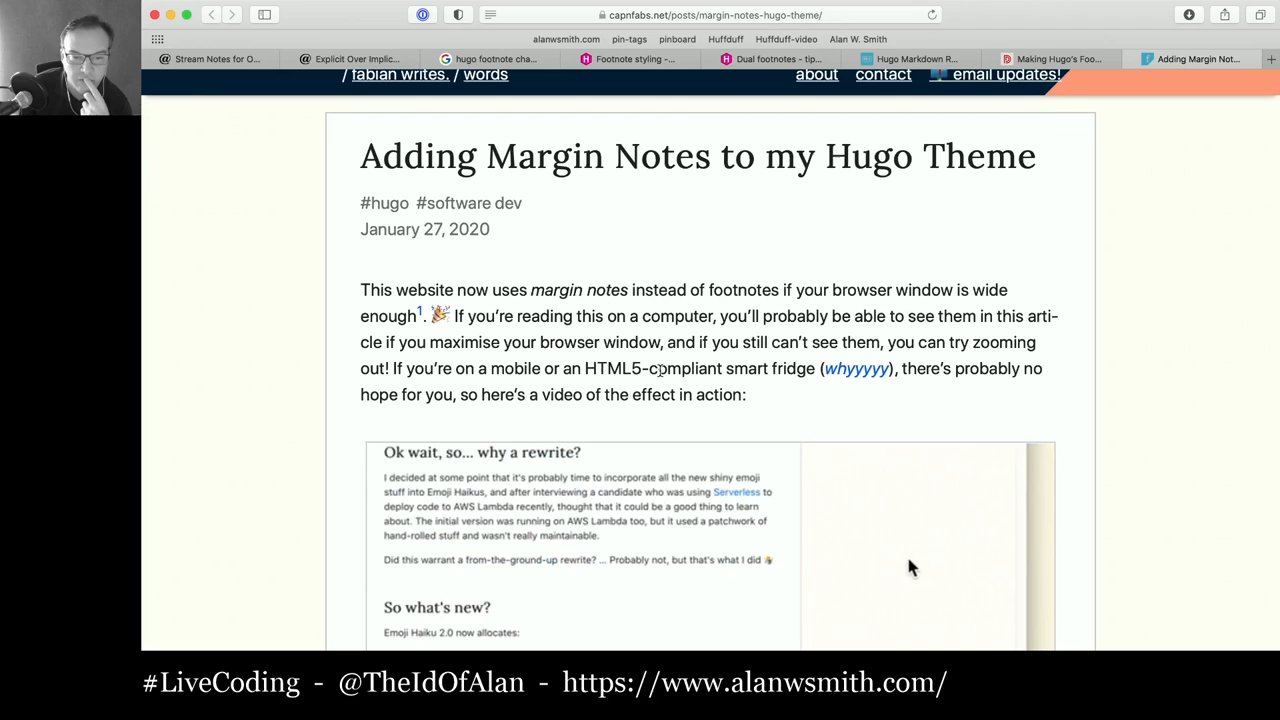 capnfabs.net/posts/margin-notes-hugo-theme/
alanwsmith.com pin-tags pinboard Huffduff Huffduff-video Alan W. Smith
Stream Notes for O... Explicit Over Implic... hugo footnote cha... Footnote styling -... Dual footnotes - tip... Hugo Markdown R... Making Hugo's Foo... Adding Margin Not...
/ fabian writes. / words about contact email updates!
Adding Margin Notes to my Hugo Theme
#hugo #software dev
January 27, 2020
This website now uses margin notes instead of footnotes if your browser window is wide
enough1. 🎉 If you're reading this on a computer, you'll probably be able to see them in this arti-
cle if you maximise your browser window, and if you still can't see them, you can try zooming
out! If you're on a mobile or an HTML5-compliant smart fridge (whyyyyy), there's probably no
hope for you, so here's a video of the effect in action:
Ok wait, so... why a rewrite?
I decided at some point that it's probably time to incorporate all the new shiny emoji
stuff into Emoji Haikus, and after interviewing a candidate who was using Serverless to
deploy code to AWS Lambda recently, thought that it could be a good thing to learn
about. The initial version was running on AWS Lambda too, but it used a patchwork of
hand-rolled stuff and wasn't really maintainable.
Did this warrant a from-the-ground-up rewrite? ... Probably not, but that's what I did 👋
So what's new?
Emoji Haiku 2.0 now allocates:
#LiveCoding - @TheIdOfAlan - https://www.alanwsmith.com/